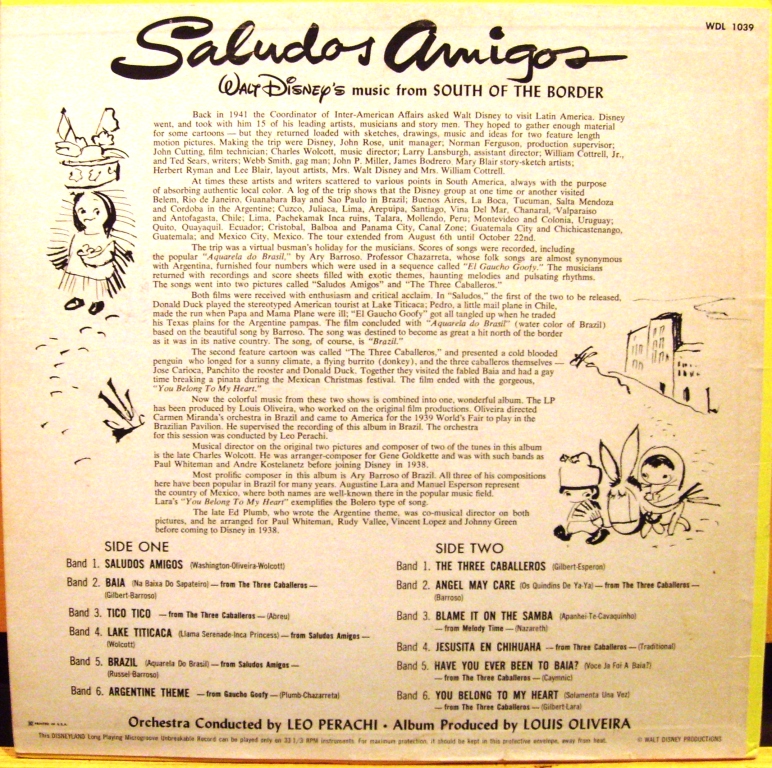 WDL 1039
Saludos Amigos
WALT DISNEY'S music from SOUTH OF THE BORDER
Back in 1941 the Coordinator of Inter-American Affairs asked Walt Disney to visit Latin America. Disney
went, and took with him 15 of his leading artists, musicians and story men. They hoped to gather enough material
for some cartoons — but they returned loaded with sketches, drawings, music and ideas for two feature length
motion pictures. Making the trip were Disney, John Rose, unit manager; Norman Ferguson, production supervisor;
John Cutting, film technician; Charles Wolcott, music director; Larry Lansburgh, assistant director; William Cottrell, Jr.,
and Ted Sears, writers; Webb Smith, gag man; John P. Miller, James Bodrero. Mary Blair story-sketch artists;
Herbert Ryman and Lee Blair, layout artists, Mrs. Walt Disney and Mrs. William Cottrell.
At times these artists and writers scattered to various points in South America, always with the purpose
of absorbing authentic local color. A log of the trip shows that the Disney group at one time or another visited
Belem, Rio de Janeiro, Guanabara Bay and Sao Paulo in Brazil; Buenos Aires, La Boca, Tucuman, Salta Mendoza
and Cordoba in the Argentine; Cuzco, Juliaca, Lima, Arepuipa, Santiago, Vina Del Mar, Chanaral, Valparaiso
and Antofagasta, Chile; Lima, Pachekamak Inca ruins, Talara, Mollendo, Peru; Montevideo and Colonia, Uruguay;
Quito, Quayaquil. Ecuador; Cristobal, Balboa and Panama City, Canal Zone; Guatemala City and Chichicastenango,
Guatemala; and Mexico City, Mexico. The tour extended from August 6th until October 22nd.
The trip was a virtual busman's holiday for the musicians. Scores of songs were recorded, including
the popular "Aquarela do Brasil," by Ary Barroso. Professor Chazarreta, whose folk songs are almost synonymous
with Argentina, furnished four numbers which were used in a sequence called "El Gaucho Goofy." The musicians
returned with recordings and score sheets filled with exotic themes, haunting melodies and pulsating rhythms.
The songs went into two pictures called "Saludos Amigos" and "The Three Caballeros."
Both films were received with enthusiasm and critical acclaim. In "Saludos," the first of the two to be released,
Donald Duck played the stereotyped American tourist at Lake Titicaca; Pedro, a little mail plane in Chile,
made the run when Papa and Mama Plane were ill; "El Gaucho Goofy" got all tangled up when he traded
his Texas plains for the Argentine pampas. The film concluded with "Aquarela do Brasil" (water color of Brazil)
based on the beautiful song by Barroso. The song was destined to become as great a hit north of the border
as it was in its native country. The song, of course, is "Brazil."
The second feature cartoon was called "The Three Caballeros," and presented a cold blooded
penguin who longed for a sunny climate, a flying burrito (donkey), and the three caballeros themselves —
Jose Carioca, Panchito the rooster and Donald Duck. Together they visited the fabled Baia and had a gay
time breaking a pinata during the Mexican Christmas festival. The film ended with the gorgeous,
"You Belong To My Heart."
Now the colorful music from these two shows is combined into one, wonderful album. The LP
has been produced by Louis Oliveira, who worked on the original film productions. Oliveira directed
Carmen Miranda's orchestra in Brazil and came to America for the 1939 World's Fair to play in the
Brazilian Pavilion. He supervised the recording of this album in Brazil. The orchestra
for this session was conducted by Leo Perachi.
Musical director on the original two pictures and composer of two of the tunes in this album
is the late Charles Wolcott. He was arranger-composer for Gene Goldkette and was with such bands as
Paul Whiteman and Andre Kostelanetz before joining Disney in 1938.
Most prolific composer in this album is Ary Barroso of Brazil. All three of his compositions
here have been popular in Brazil for many years. Augustine Lara and Manuel Esperson represent
the country of Mexico, where both names are well-known there in the popular music field.
Lara's "You Belong To My Heart" exemplifies the Bolero type of song.
The late Ed Plumb, who wrote the Argentine theme, was co-musical director on both
pictures, and he arranged for Paul Whiteman, Rudy Vallee, Vincent Lopez and Johnny Green
before coming to Disney in 1938.
SIDE ONE
Band 1. SALUDOS AMIGOS (Washington-Oliveira-Wolcott)
Band 2. BAIA (Na Baixa Do Sapateiro) — from The Three Caballeros —
(Gilbert-Barroso)
Band 3. TICO TICO — from The Three Caballeros — (Abreu)
Band 4. LAKE TITICACA (Llama Serenade-Inca Princess) — from Saludos Amigos —
(Wolcott)
Band 5. BRAZIL (Aquarela Do Brasil) — from Saludos Amigos —
(Russel-Barroso)
Band 6. ARGENTINE THEME — from Gaucho Goofy — (Plumb-Chazarreta)
SIDE TWO
Band 1. THE THREE CABALLEROS (Gilbert-Esperon)
Band 2. ANGEL MAY CARE (Os Quindins De Ya-Ya) — from The Three Caballeros —
(Barroso)
Band 3. BLAME IT ON THE SAMBA (Apanhei-Te-Cavaquinho)
— from Melody Time — (Nazareth)
Band 4. JESUSITA EN CHIHUAHA — from Three Caballeros — (Traditional)
Band 5. HAVE YOU EVER BEEN TO BAIA? (Voce Ja Foi A Baia?)
— from The Three Caballeros — (Caymnic)
Band 6. YOU BELONG TO MY HEART (Solamenta Una Vez)
— from The Three Caballeros — (Gilbert-Lara)
Orchestra Conducted by LEO PERACHI • Album Produced by LOUIS OLIVEIRA
PRINTED IN U.S.A.
This DISNEYLAND Long Playing Microgroove Unbreakable Record can be played only on 33 1/3 RPM instruments. For maximum protection, it should be kept in this protective envelope, away from heat.
© WALT DISNEY PRODUCTIONS